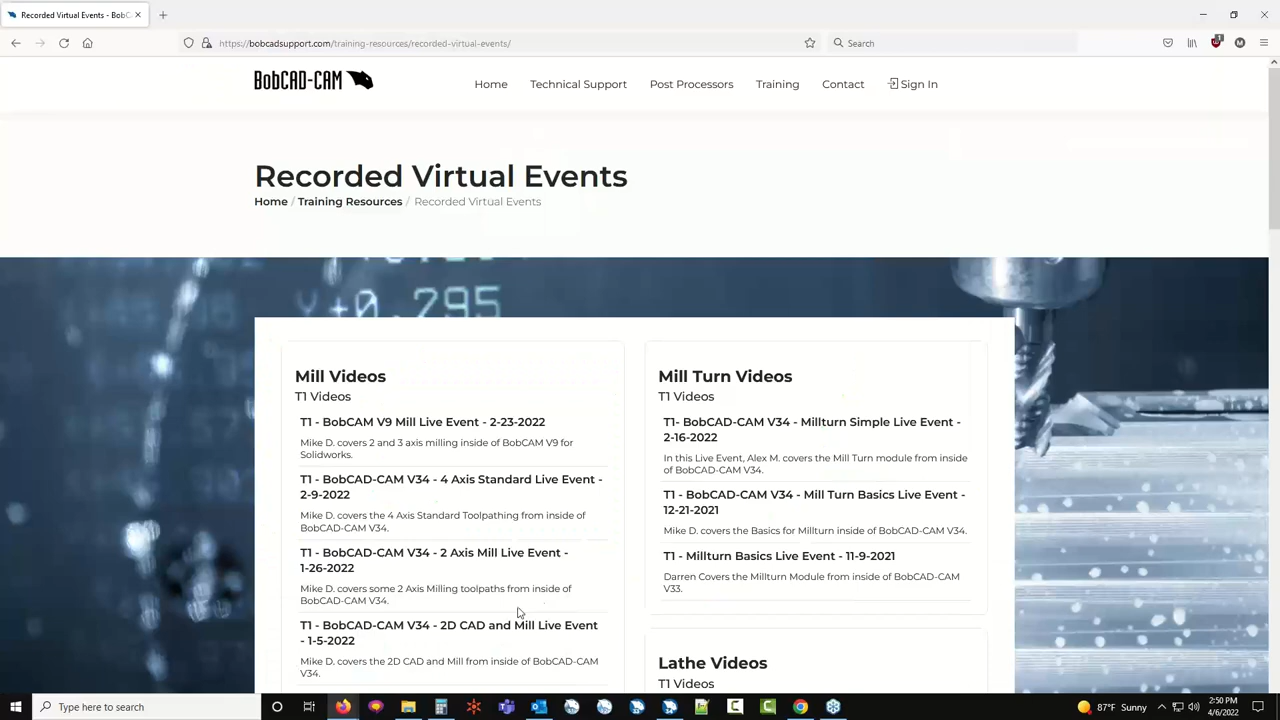 Recorded Virtual Events - BobC
https://bobcadsupport.com/training-resources/recorded-virtual-events/
Search
1
M
BobCAD-CAM
Home
Technical Support
Post Processors
Training
Contact
Sign In
Recorded Virtual Events
Home / Training Resources / Recorded Virtual Events
Y+0.795
Mill Videos
T1 Videos
T1 - BobCAM V9 Mill Live Event - 2-23-2022
Mike D. covers 2 and 3 axis milling inside of BobCAM V9 for
Solidworks.
T1 - BobCAD-CAM V34 - 4 Axis Standard Live Event -
2-9-2022
Mike D. covers the 4 Axis Standard Toolpathing from inside of
BobCAD-CAM V34.
T1 - BobCAD-CAM V34 - 2 Axis Mill Live Event -
1-26-2022
Mike D. covers some 2 Axis Milling toolpaths from inside of
BobCAD-CAM V34.
T1 - BobCAD-CAM V34 - 2D CAD and Mill Live Event
- 1-5-2022
Mike D. covers the 2D CAD and Mill from inside of BobCAD-CAM
V34.
Mill Turn Videos
T1 Videos
T1- BobCAD-CAM V34 - Millturn Simple Live Event -
2-16-2022
In this Live Event, Alex M. covers the Mill Turn module from inside
of BobCAD-CAM V34.
T1 - BobCAD-CAM V34 - Mill Turn Basics Live Event -
12-21-2021
Mike D. covers the Basics for Millturn inside of BobCAD-CAM V34.
T1 - Millturn Basics Live Event - 11-9-2021
Darren Covers the Millturn Module from inside of BobCAD-CAM
V33.
Lathe Videos
T1 Videos
Type here to search
87°F Sunny
2:50 PM
4/6/2022